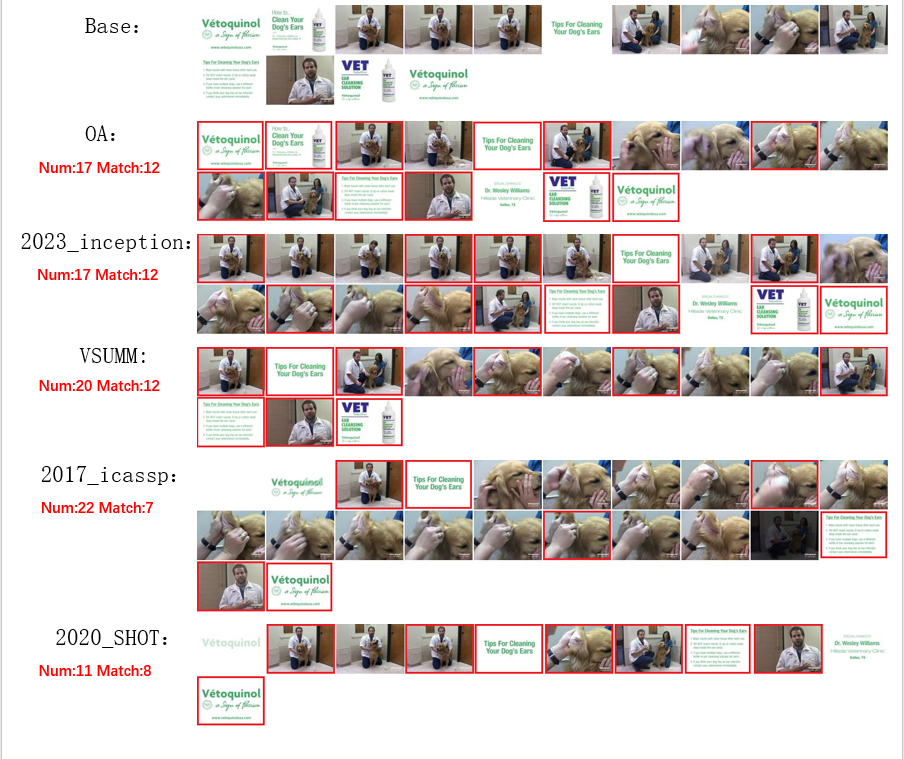 Base:
Vétoquinol
a Sign of Passion
www.vetoquinolusa.com
How to...
Clean Your
Dog's Ears
VET
Tips For Cleaning
Your Dog's Ears
Tips For Cleaning Your Dog's Ears
VET
EAR
CLEANSING
SOLUTION
Vétoquinol
Vétoquinol
a Sign of Passion
www.vetoquinolusa.com
OA:
Num:17 Match:12
Vétoquinol
a Sign of Passion
www.vetoquinolusa.com
How to...
Clean Your
Dog's Ears
Tips For Cleaning
Your Dog's Ears
Tips For Cleaning Your Dog's Ears
Dr. Wesley Williams
Hillside Veterinary Clinic
Dallas, TX
VET
EAR
CLEANSING
SOLUTION
Vétoquinol
Vétoquinol
a Sign of Passion
www.vetoquinolusa.com
2023_inception:
Num:17 Match:12
Tips For Cleaning
Your Dog's Ears
Tips For Cleaning Your Dog's Ears
Dr. Wesley Williams
Hillside Veterinary Clinic
Dallas, TX
VET
EAR
CLEANSING
SOLUTION
Vétoquinol
Vétoquinol
a Sign of Passion
www.vetoquinolusa.com
VSUMM:
Num:20 Match:12
Tips For Cleaning
Your Dog's Ears
Tips For Cleaning Your Dog's Ears
VET
EAR
CLEANSING
SOLUTION
Vétoquinol
2017_icassp:
Num:22 Match:7
Vétoquinol
a Sign of Passion
Tips For Cleaning
Your Dog's Ears
Tips For Cleaning Your Dog's Ears
Vétoquinol
a Sign of Passion
www.vetoquinolusa.com
2020_SHOT:
Num:11 Match:8
Vétoquinol
Tips For Cleaning
Your Dog's Ears
Tips For Cleaning Your Dog's Ears
Dr. Wesley Williams
Hillside Veterinary Clinic
Dallas, TX
Vétoquinol
a Sign of Passion
www.vetoquinolusa.com